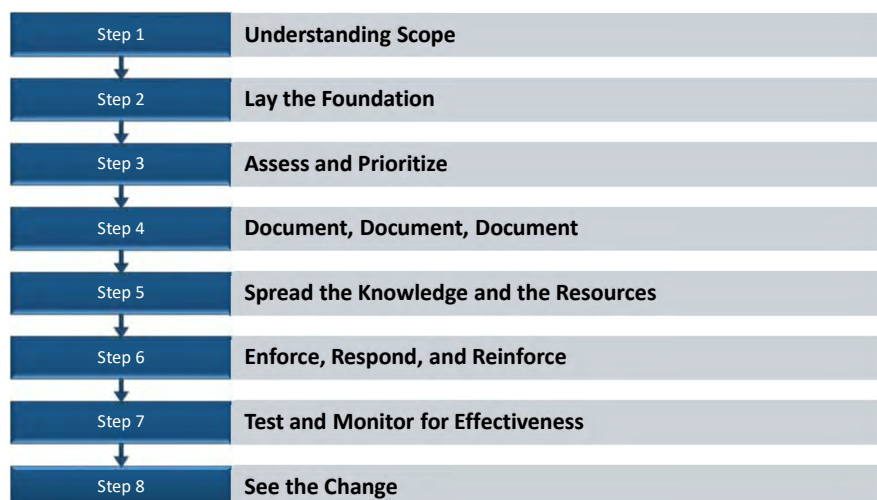 Step 1 Understanding Scope
Step 2 Lay the Foundation
Step 3 Assess and Prioritize
Step 4 Document, Document, Document
Step 5 Spread the Knowledge and the Resources
Step 6 Enforce, Respond, and Reinforce
Step 7 Test and Monitor for Effectiveness
Step 8 See the Change